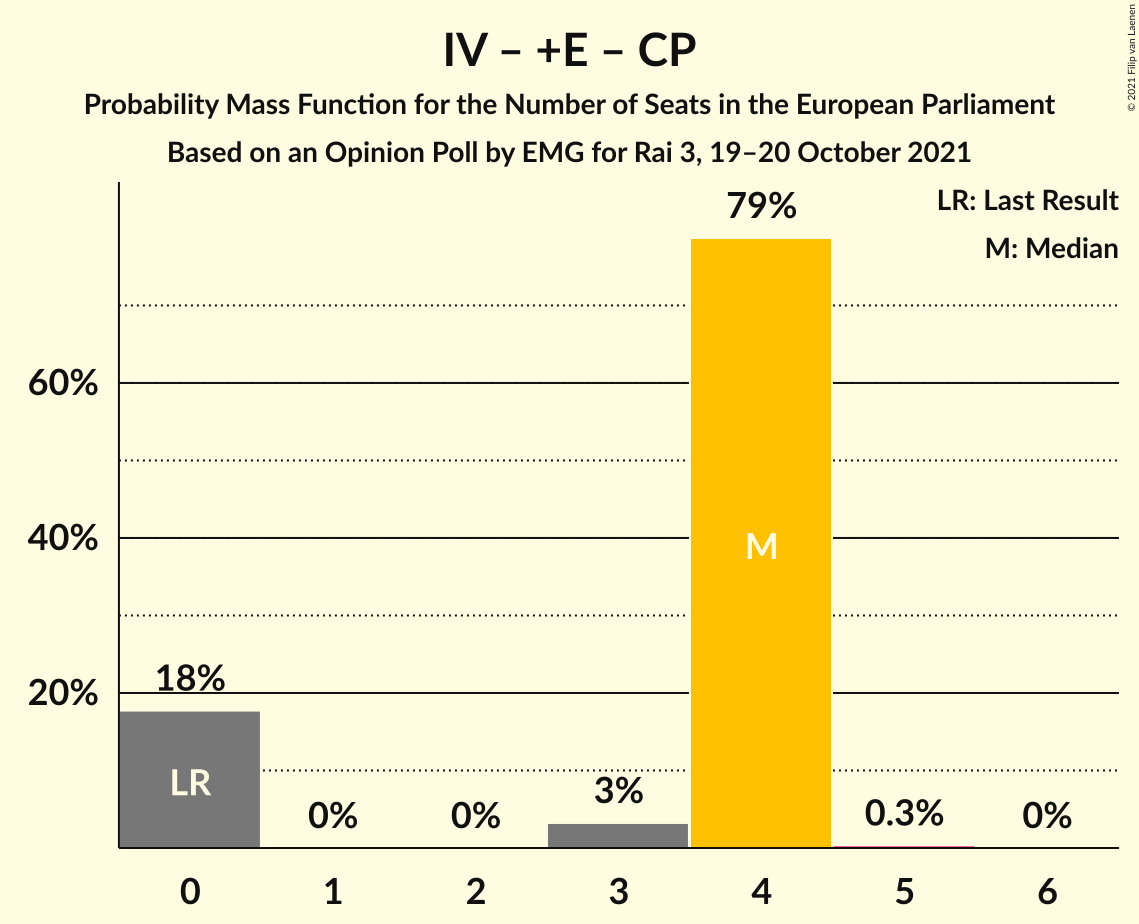 IV – +E – CP
Probability Mass Function for the Number of Seats in the European Parliament
Based on an Opinion Poll by EMG for Rai 3, 19–20 October 2021
© 2021 Filip van Laenen
LR: Last Result
M: Median
79%
60%
40%
M
20%
18%
LR
0%
0%
3%
0.3%
0%
0 1 2 3 4 5 6